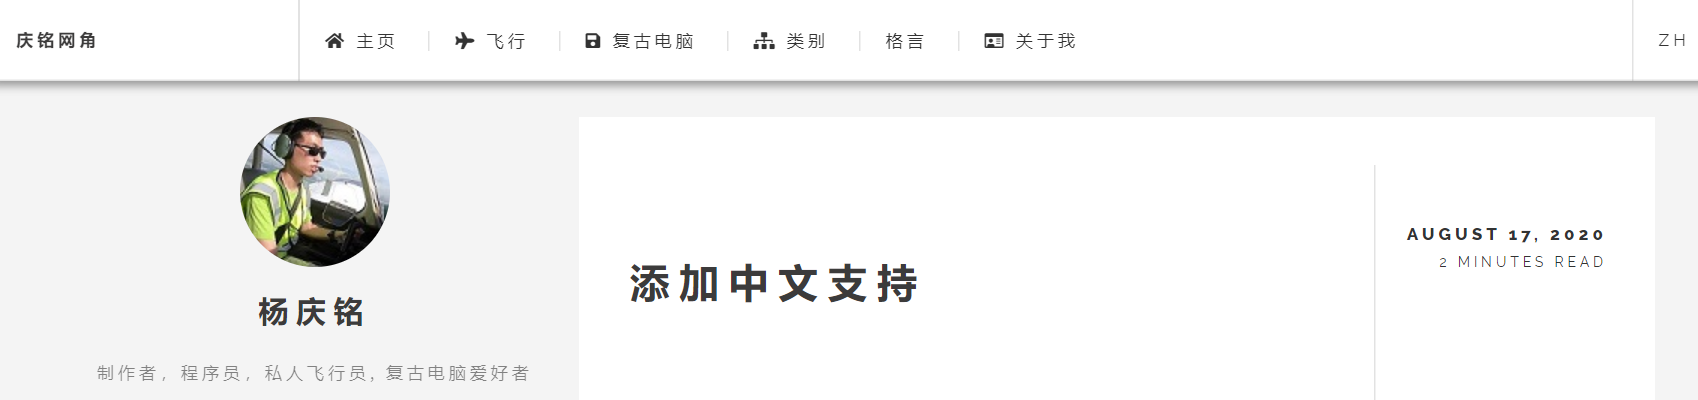 庆铭网角 主页 飞行 复古电脑 类别 格言 关于我 ZH
杨庆铭
制作者，程序员，私人飞行员, 复古电脑爱好者
添加中文支持
AUGUST 17, 2020
2 MINUTES READ